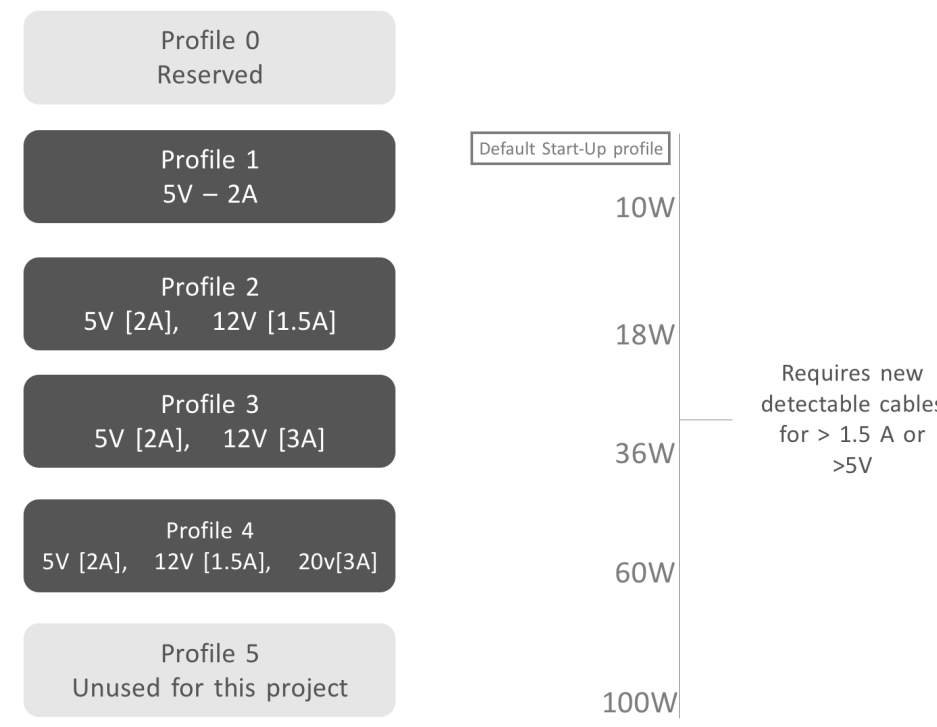 Profile 0
Reserved
Profile 1
5V – 2A
Profile 2
5V [2A], 12V [1.5A]
Profile 3
5V [2A], 12V [3A]
Profile 4
5V [2A], 12V [1.5A], 20v[3A]
Profile 5
Unused for this project
Default Start-Up profile
10W
18W
36W
60W
100W
Requires new
detectable cables
for > 1.5 A or
>5V